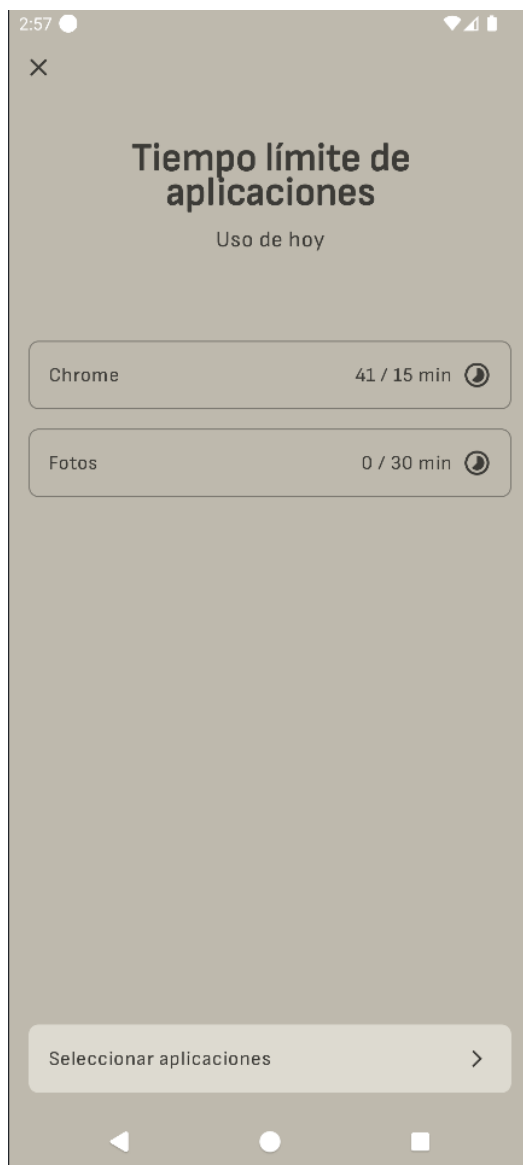 2:57
Tiempo límite de
aplicaciones
Uso de hoy
Chrome 41 / 15 min
Fotos 0 / 30 min
Seleccionar aplicaciones